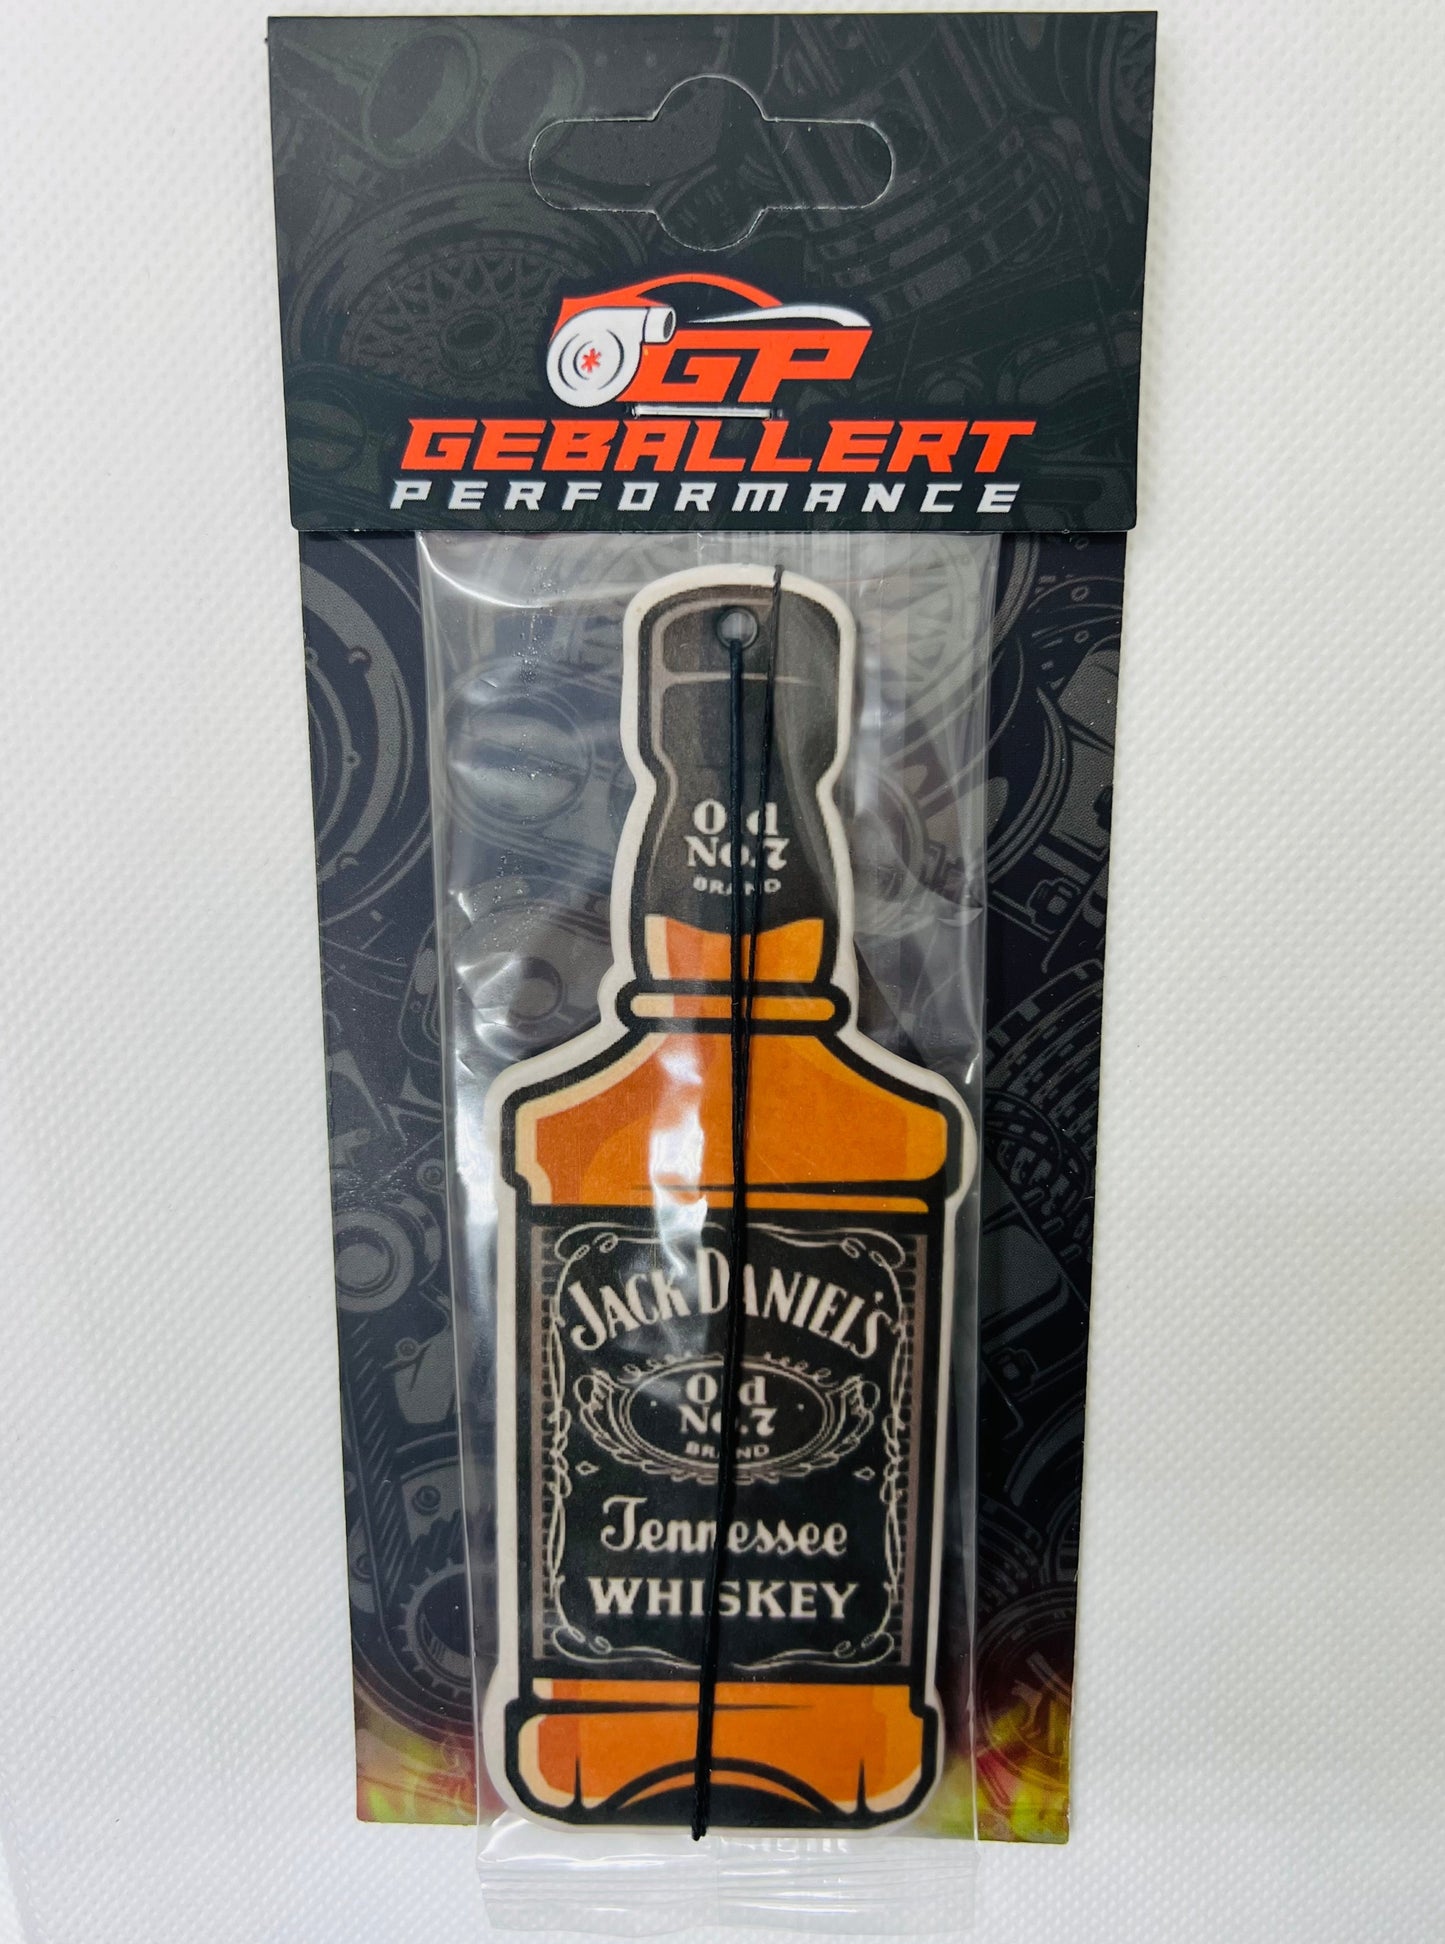 GP
GEBALLERT
PERFORMANCE
Old
No.7
BRAND
JACK DANIEL'S
Old
No.7
BRAND
Tennessee
WHISKEY